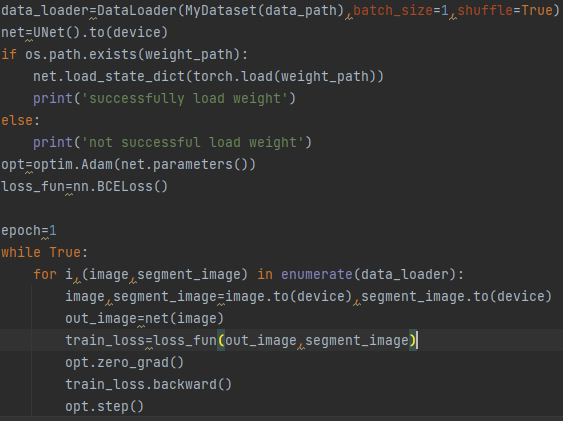 data_loader=DataLoader(MyDataset(data_path),batch_size=1,shuffle=True)
net=UNet().to(device)
if os.path.exists(weight_path):
    net.load_state_dict(torch.load(weight_path))
    print('successfully load weight')
else:
    print('not successful load weight')
opt=optim.Adam(net.parameters())
loss_fun=nn.BCELoss()

epoch=1
while True:
    for i,(image,segment_image) in enumerate(data_loader):
        image,segment_image=image.to(device),segment_image.to(device)
        out_image=net(image)
        train_loss=loss_fun(out_image,segment_image)
        opt.zero_grad()
        train_loss.backward()
        opt.step()